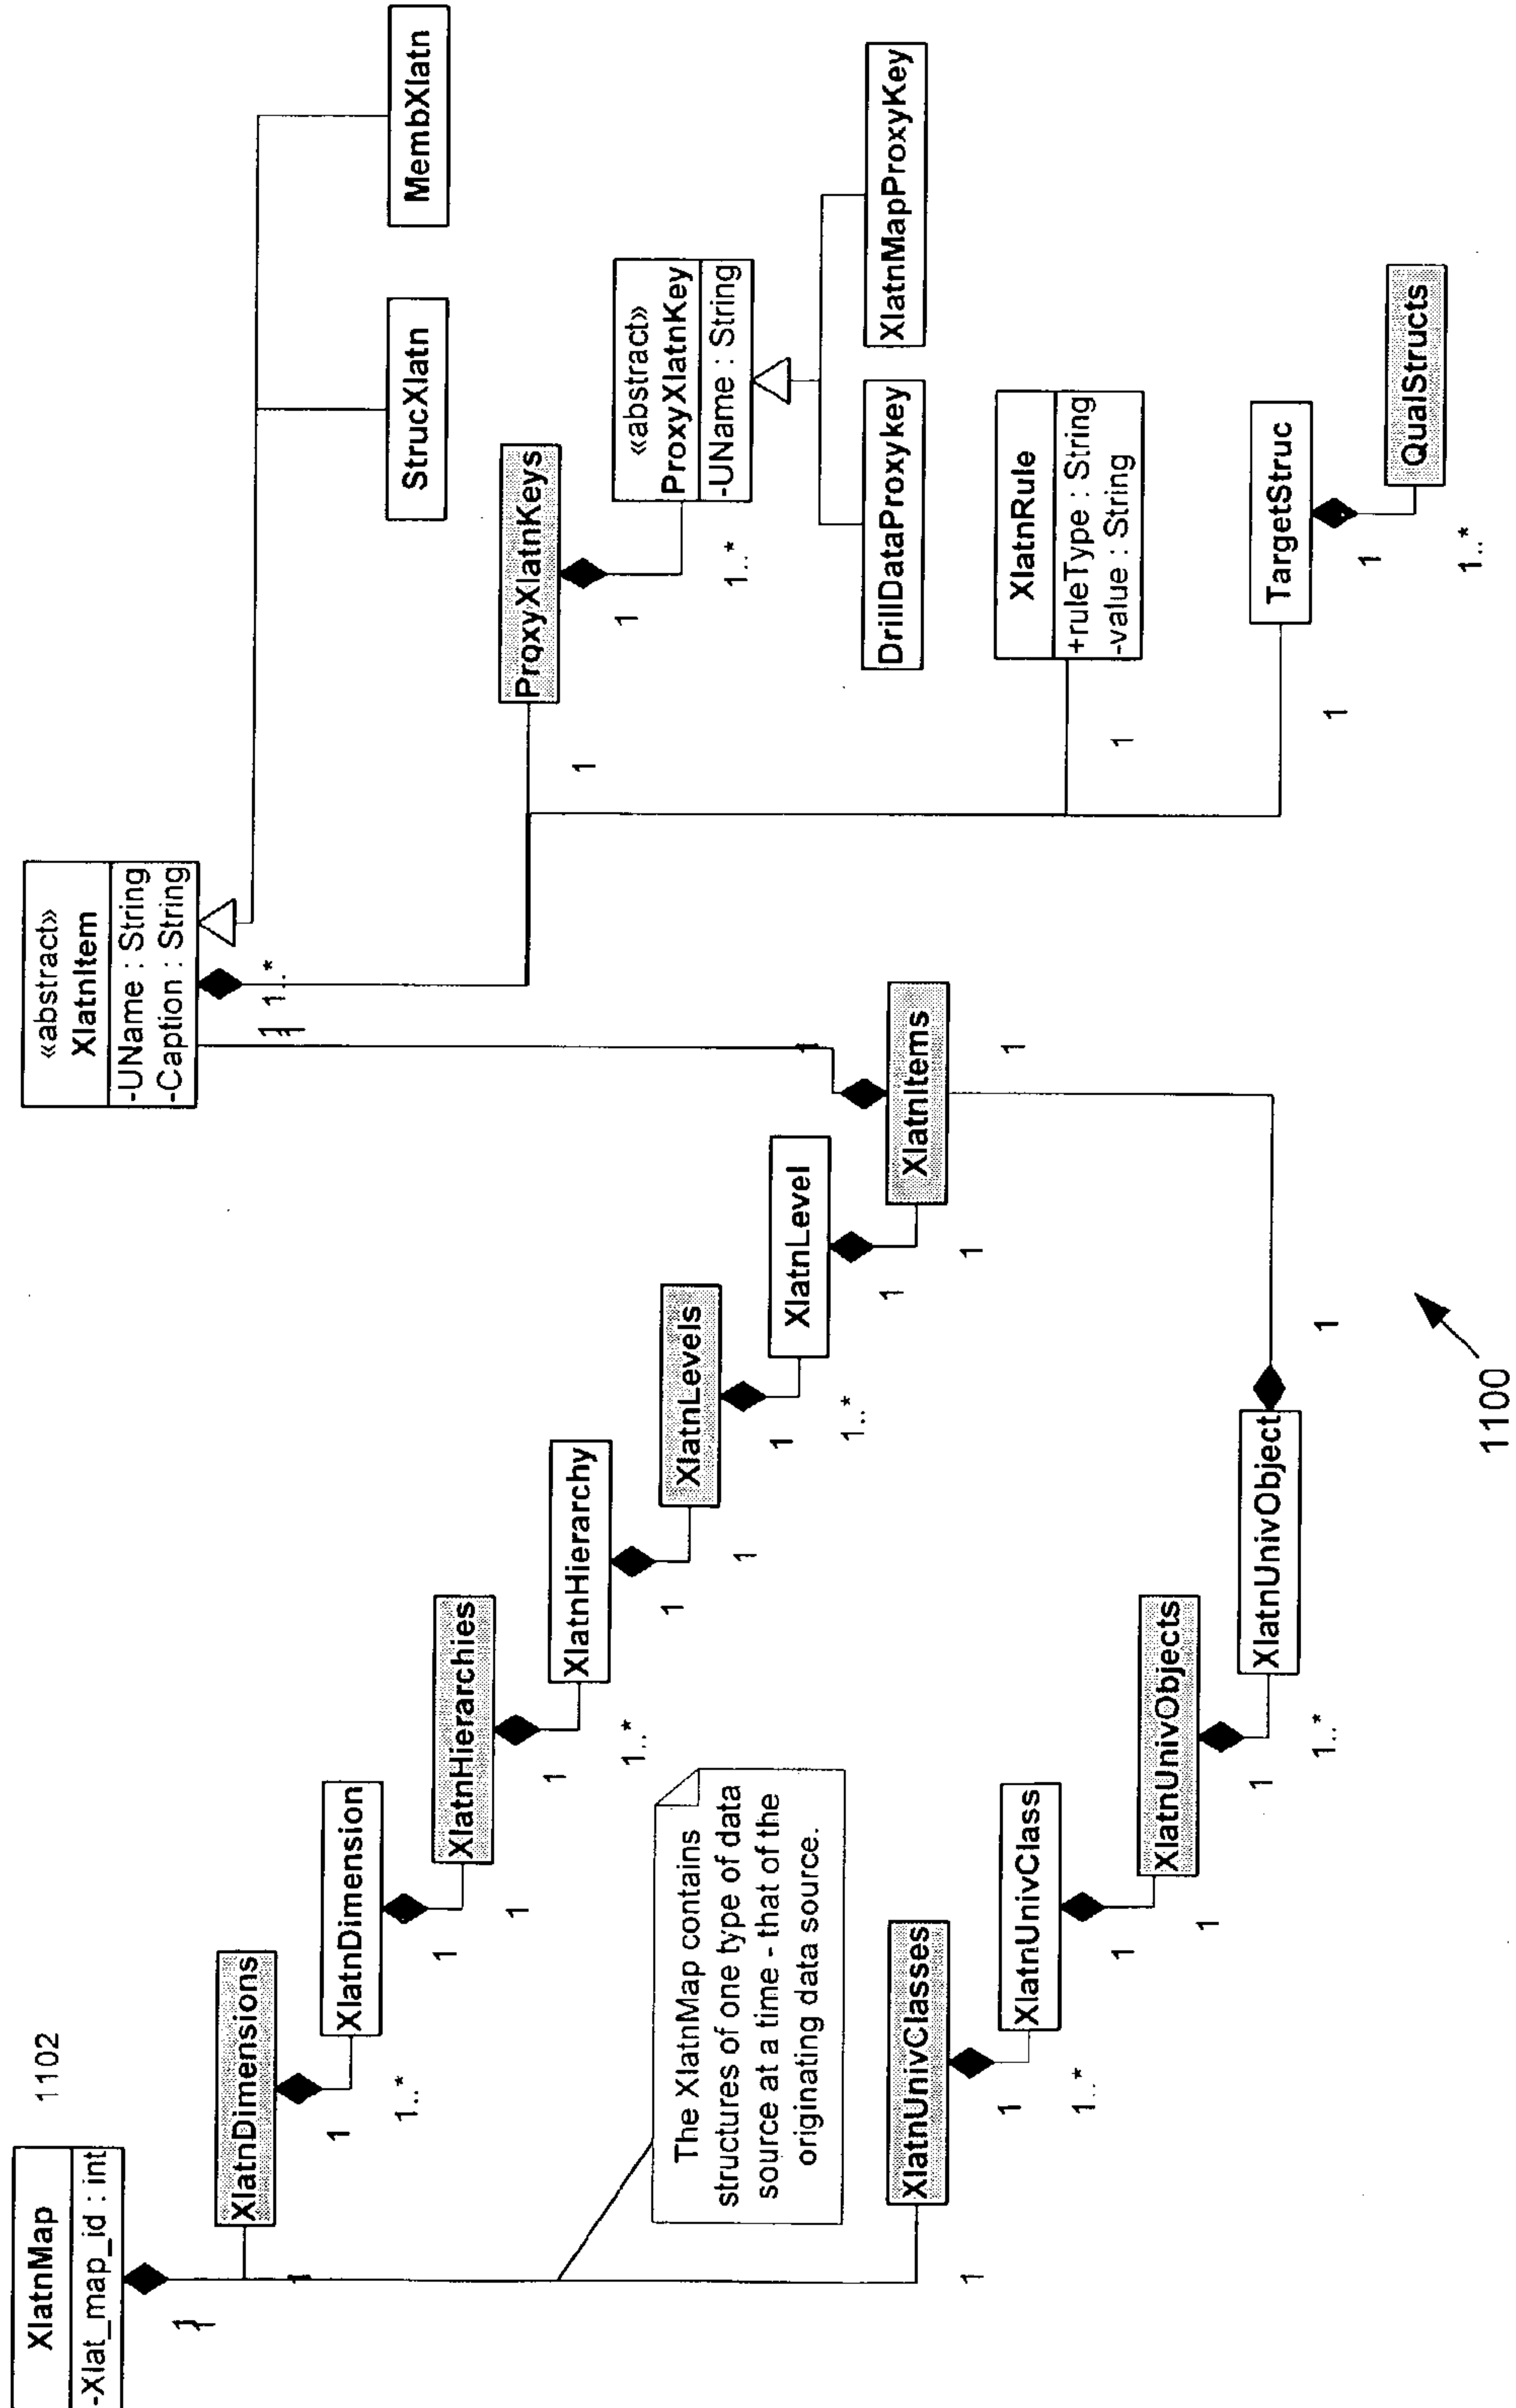 XlatnMap
-Xlat_map_id : int
1102
1
1
XlatnDimensions
1
1..*
XlatnDimension
1
1
XlatnHierarchies
1
1..*
XlatnHierarchy
1
1
XlatnLevels
1
1..*
XlatnLevel
1
1
XlatnItems
1
1
The XlatnMap contains
structures of one type of data
source at a time - that of the
originating data source.
XlatnUnivClasses
1
1
1..*
XlatnUnivClass
1
1
XlatnUnivObjects
1
1..*
XlatnUnivObject
1
1100
«abstract»
XlatnItem
-UName : String
-Caption : String
1
1..*
StrucXlatn
MembXlatn
ProxyXlatnKeys
1
1
1..*
«abstract»
ProxyXlatnKey
-UName : String
DrillDataProxykey
XlatnMapProxyKey
XlatnRule
+ruleType : String
-value : String
1
TargetStruc
1
1
1..*
QualStructs